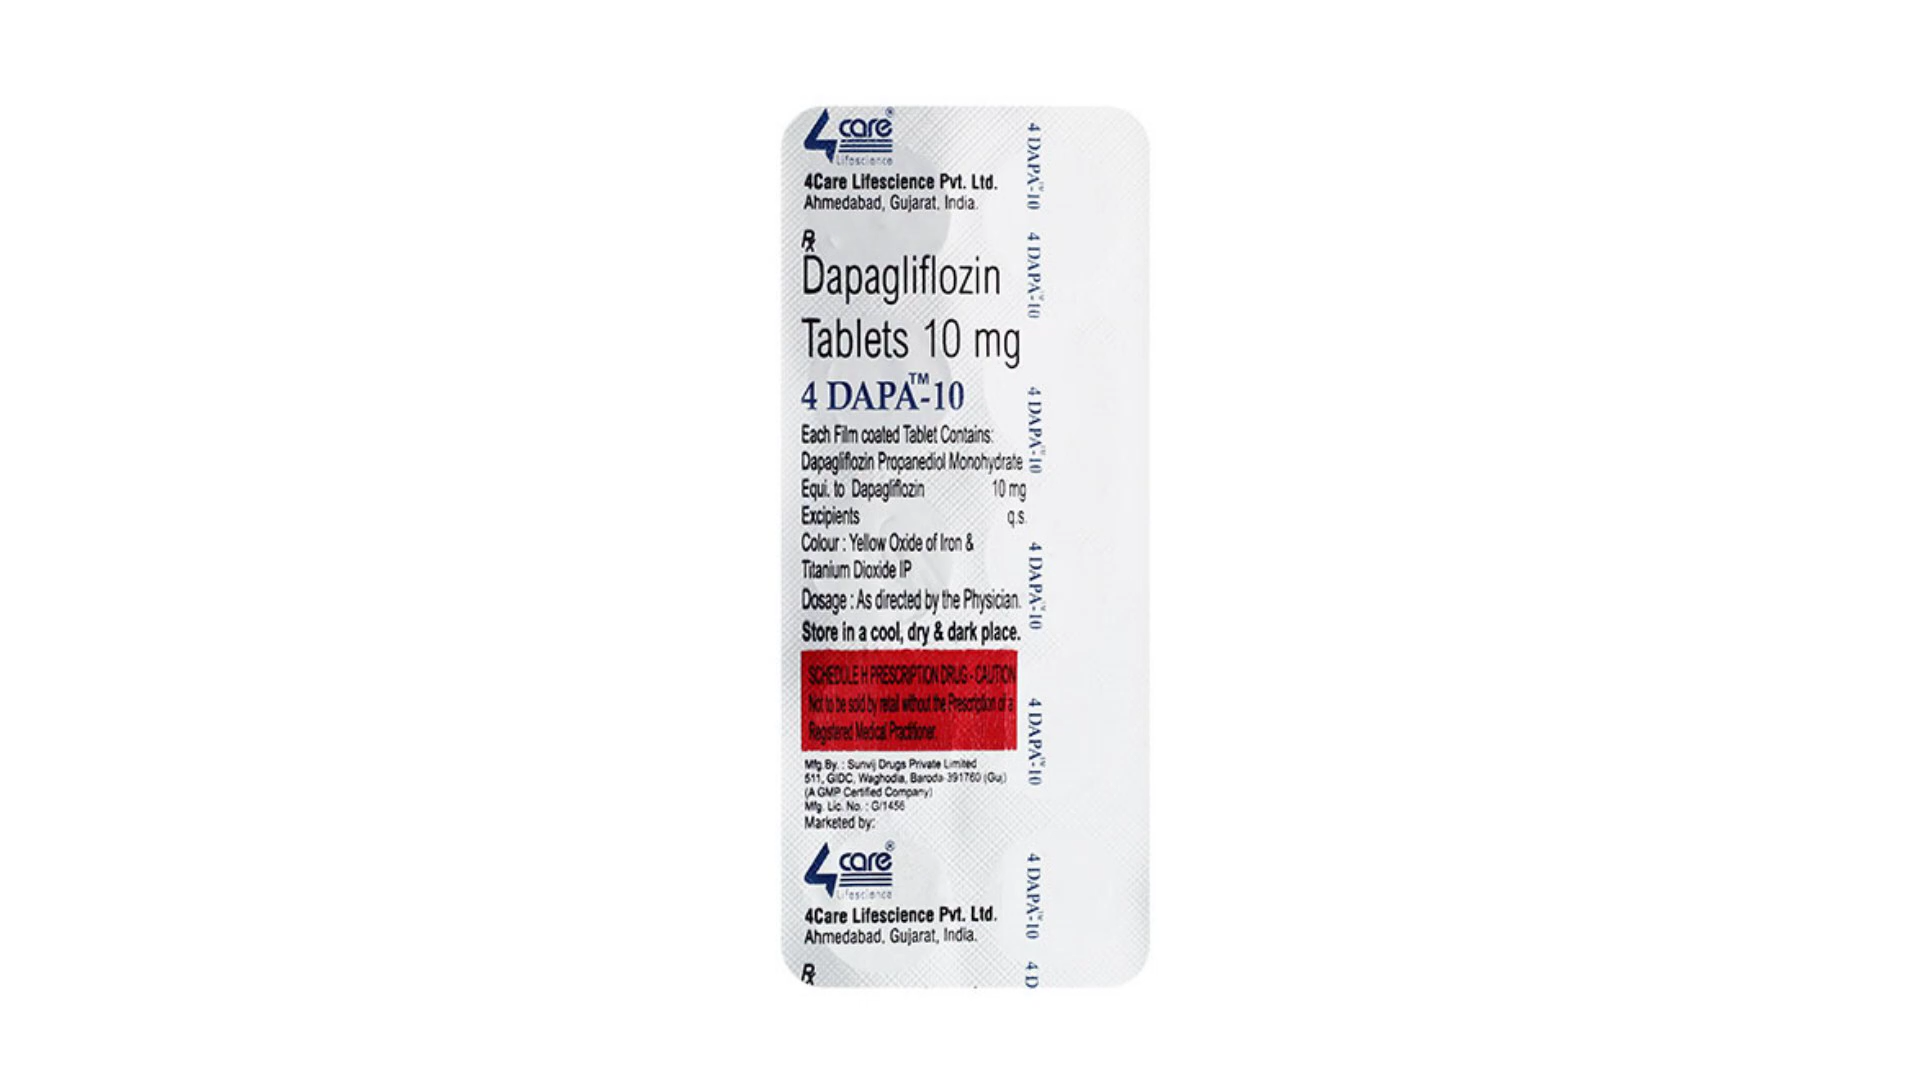 4 care®
Lifescience
4Care Lifescience Pvt. Ltd.
Ahmedabad, Gujarat, India.
Rx
Dapagliflozin
Tablets 10 mg
4 DAPA™-10
Each Film coated Tablet Contains:
Dapagliflozin Propanediol Monohydrate
Equi. to Dapagliflozin 10 mg
Excipients q.s.
Colour : Yellow Oxide of Iron &
Titanium Dioxide IP
Dosage : As directed by the Physician.
Store in a cool, dry & dark place.
SCHEDULE H PRESCRIPTION DRUG - CAUTION
Not to be sold by retail without the Prescription of a
Registered Medical Practitioner.
Mfg. By. : Sunvij Drugs Private Limited
511, GIDC, Waghodia, Baroda-391760 (Guj)
(A GMP Certified Company)
Mfg. Lic. No. : G/1456
Marketed by:
4 care®
Lifescience
4Care Lifescience Pvt. Ltd.
Ahmedabad, Gujarat, India.
Rx
4 DAPA™-10
4 DAPA™-10
4 DAPA™-10
4 DAPA™-10
4 DAPA™-10
4 DAPA™-10
4 D